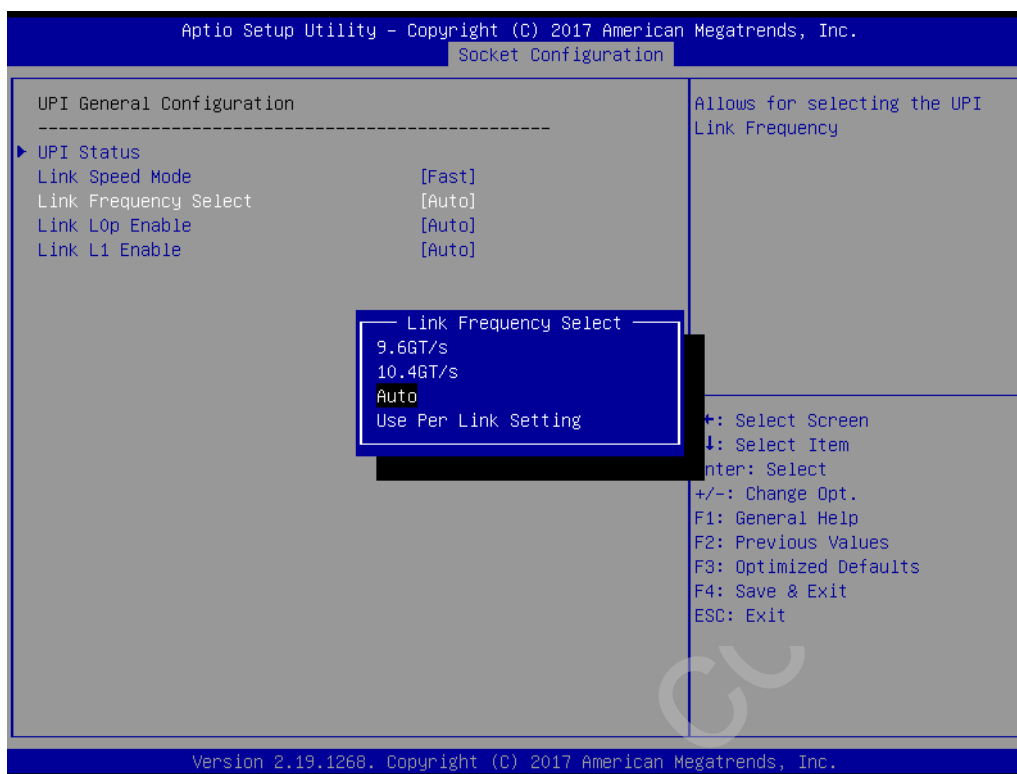 Aptio Setup Utility – Copyright (C) 2017 American Megatrends, Inc.
Socket Configuration
UPI General Configuration
--------------------------------------------------
UPI Status
Link Speed Mode [Fast]
Link Frequency Select [Auto]
Link L0p Enable [Auto]
Link L1 Enable [Auto]
Allows for selecting the UPI
Link Frequency
Link Frequency Select
9.6GT/s
10.4GT/s
Auto
Use Per Link Setting
: Select Screen
: Select Item
nter: Select
+/-: Change Opt.
F1: General Help
F2: Previous Values
F3: Optimized Defaults
F4: Save & Exit
ESC: Exit
Version 2.19.1268. Copyright (C) 2017 American Megatrends, Inc.